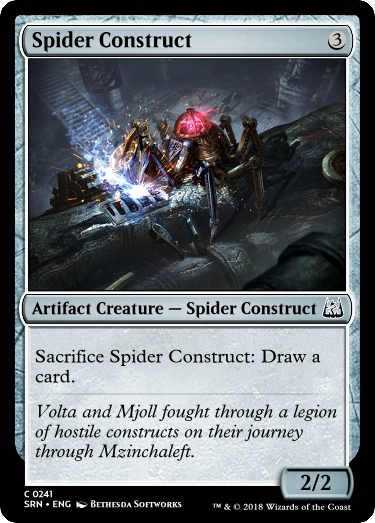 Spider Construct 3
Artifact Creature — Spider Construct
Sacrifice Spider Construct: Draw a
card.
Volta and Mjoll fought through a legion
of hostile constructs on their journey
through Mzinchaleft.
2/2
C 0241
SRN • ENG Bethesda Softworks
™ & © 2018 Wizards of the Coast